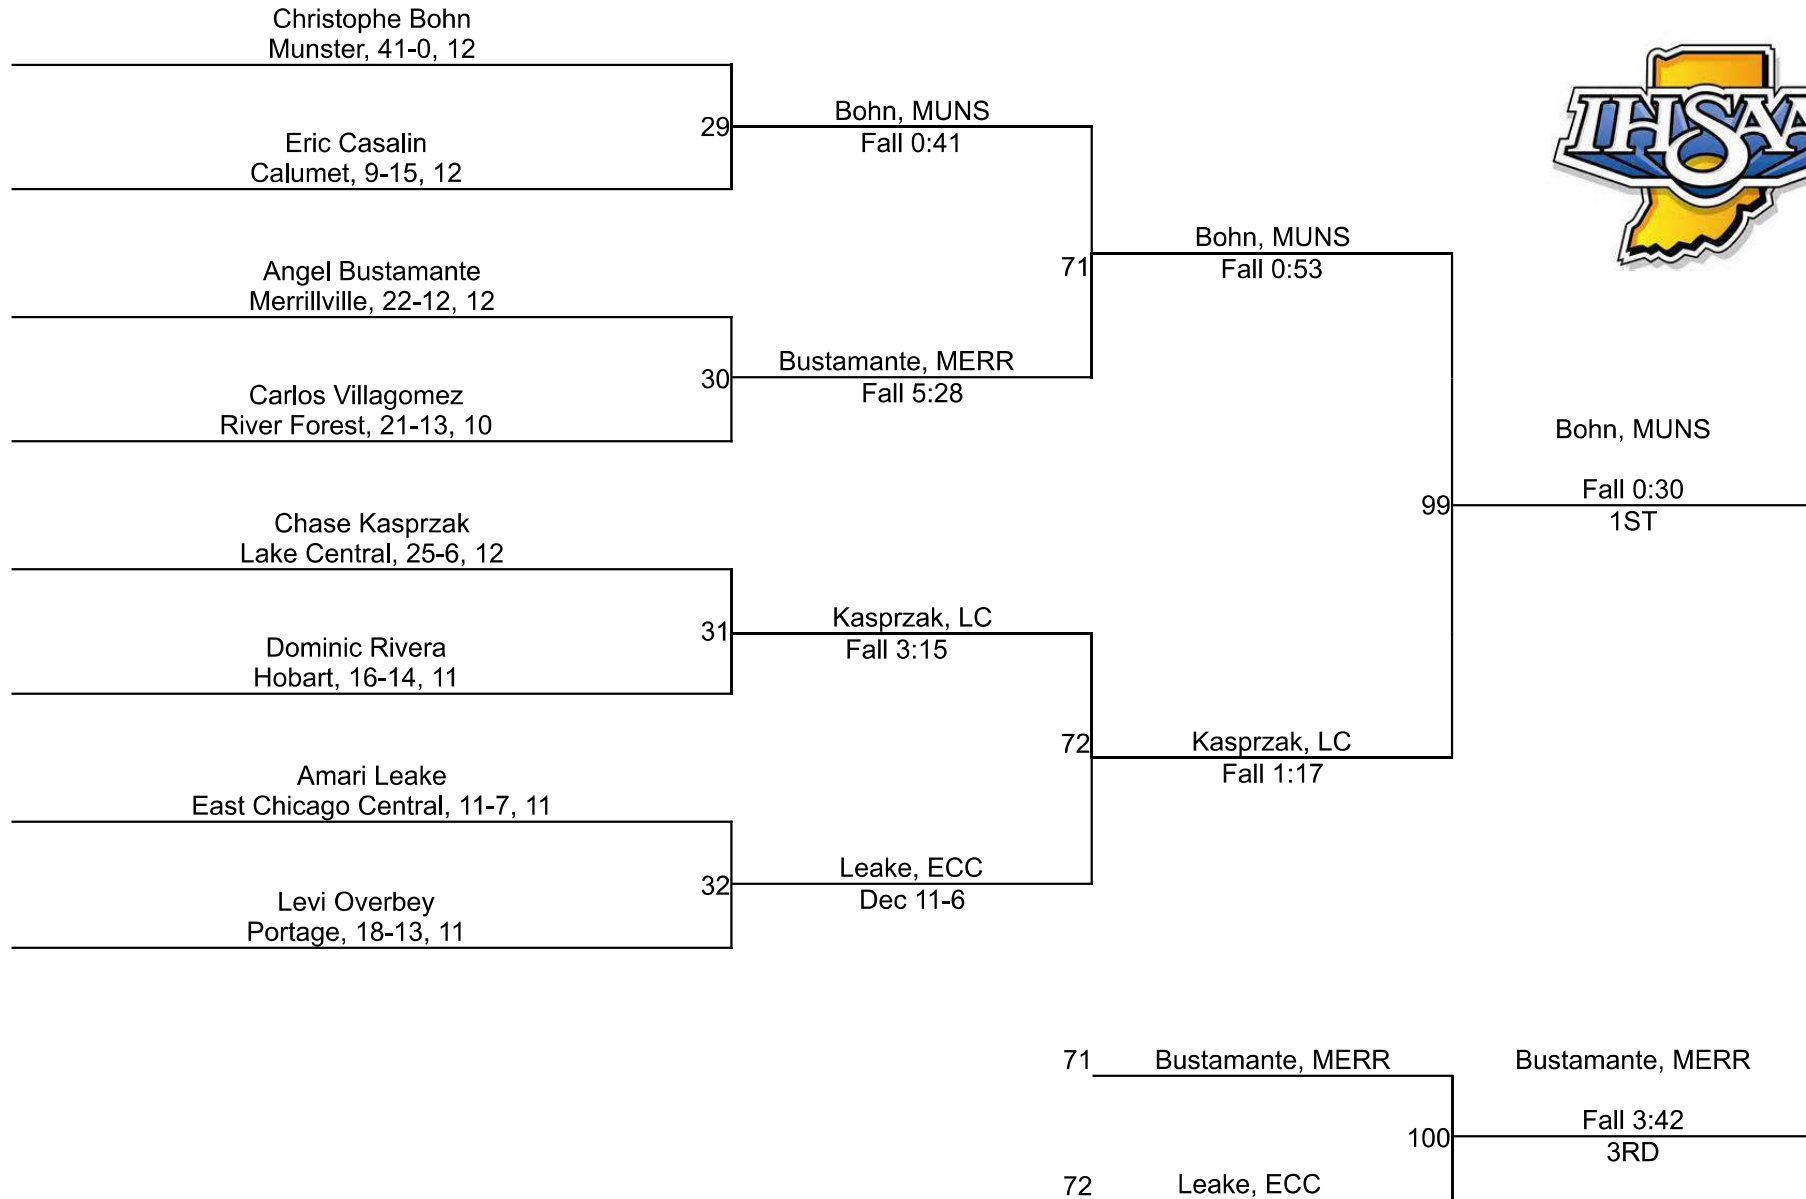 Christophe Bohn
Munster, 41-0, 12
Eric Casalin
Calumet, 9-15, 12
Angel Bustamante
Merrillville, 22-12, 12
Carlos Villagomez
River Forest, 21-13, 10
Chase Kasprzak
Lake Central, 25-6, 12
Dominic Rivera
Hobart, 16-14, 11
Amari Leake
East Chicago Central, 11-7, 11
Levi Overbey
Portage, 18-13, 11
29
Bohn, MUNS
Fall 0:41
30
Bustamante, MERR
Fall 5:28
31
Kasprzak, LC
Fall 3:15
32
Leake, ECC
Dec 11-6
71
Bohn, MUNS
Fall 0:53
72
Kasprzak, LC
Fall 1:17
99
Bohn, MUNS
Fall 0:30
1ST
IHSAA
71
Bustamante, MERR
72
Leake, ECC
100
Bustamante, MERR
Fall 3:42
3RD